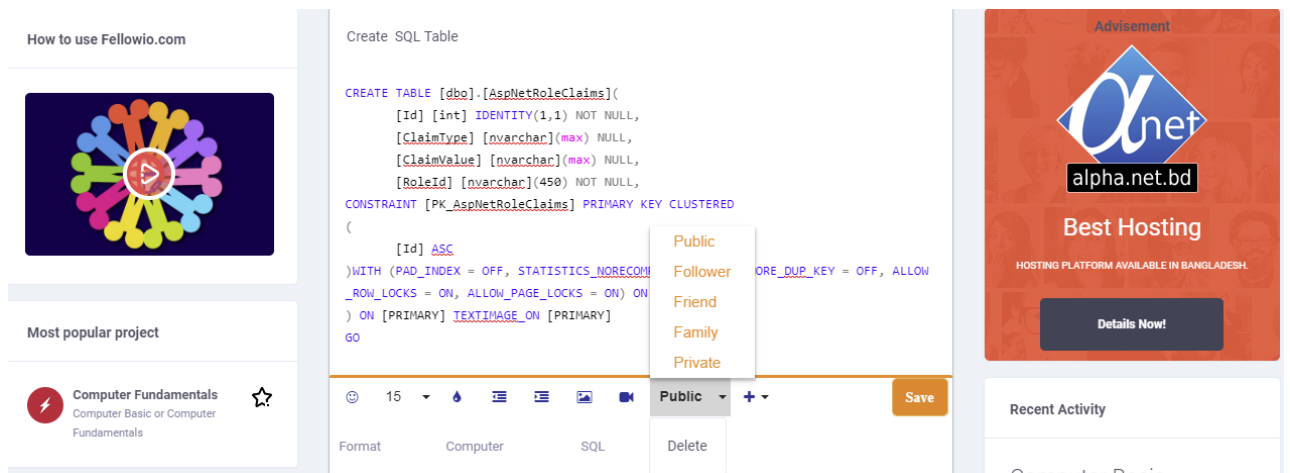 How to use Fellowio.com
Most popular project
Computer Fundamentals
Computer Basic or Computer
Fundamentals
Create SQL Table
CREATE TABLE [dbo].[AspNetRoleClaims](
[Id] [int] IDENTITY(1,1) NOT NULL,
[ClaimType] [nvarchar](max) NULL,
[ClaimValue] [nvarchar](max) NULL,
[RoleId] [nvarchar](450) NOT NULL,
CONSTRAINT [PK_AspNetRoleClaims] PRIMARY KEY CLUSTERED
(
[Id] ASC
)WITH (PAD_INDEX = OFF, STATISTICS_NORECOMP ORE_DUP_KEY = OFF, ALLOW
_ROW_LOCKS = ON, ALLOW_PAGE_LOCKS = ON) ON
) ON [PRIMARY] TEXTIMAGE_ON [PRIMARY]
GO
Public
Follower
Friend
Family
Private
15 Public Save
Format Computer SQL Delete
Advisement
net
alpha.net.bd
Best Hosting
HOSTING PLATFORM AVAILABLE IN BANGLADESH.
Details Now!
Recent Activity